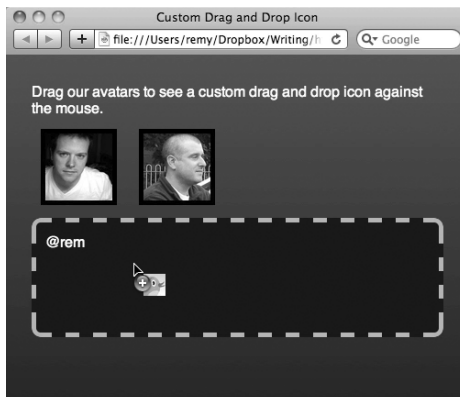 Custom Drag and Drop Icon
file:///Users/remy/Dropbox/Writing/h
Google
Drag our avatars to see a custom drag and drop icon against
the mouse.
@rem